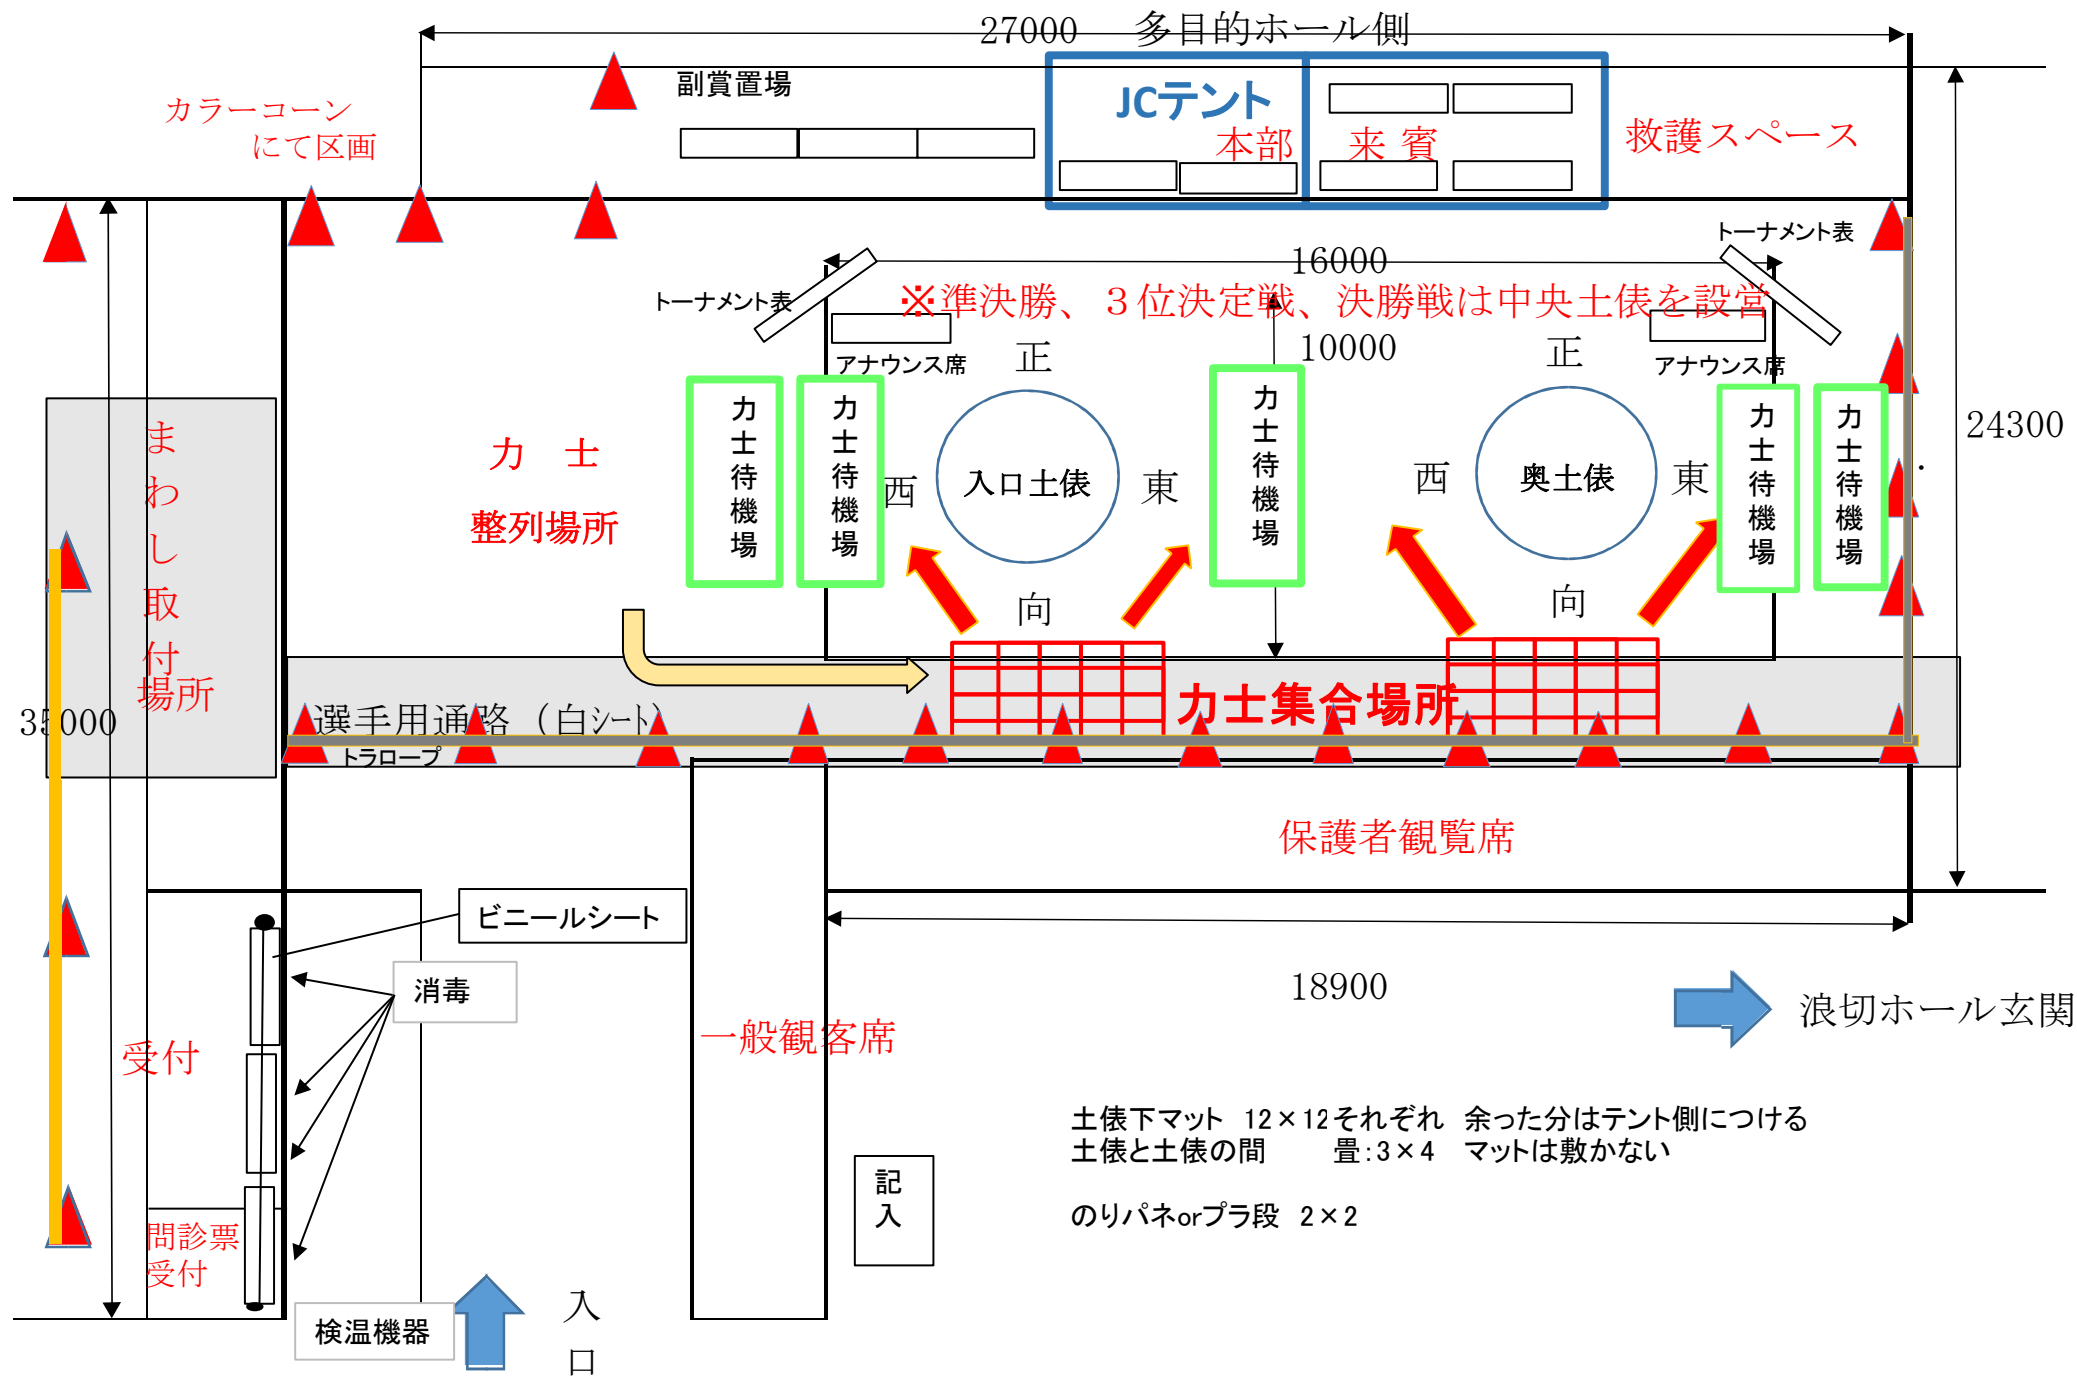 27000
多目的ホール側
副賞置場
カラーコーン
にて区画
JCテント
本部
来 賓
救護スペース
トーナメント表
トーナメント表
16000
※準決勝、３位決定戦、決勝戦は中央土俵を設営
10000
アナウンス席
アナウンス席
正
正
24300
力士待機場
力士待機場
力士待機場
力士待機場
力士待機場
西
入口土俵
東
西
奥土俵
東
向
向
力 士
整列場所
まわし取付
場所
35000
選手用通路（白シート）
トラロープ
力士集合場所
保護者観覧席
ビニールシート
消毒
18900
浪切ホール玄関
受付
一般観客席
土俵下マット 12×12それぞれ 余った分はテント側につける
土俵と土俵の間 畳：3×4 マットは敷かない
のりパネorプラ段 2×2
記入
問診票
受付
検温機器
入口